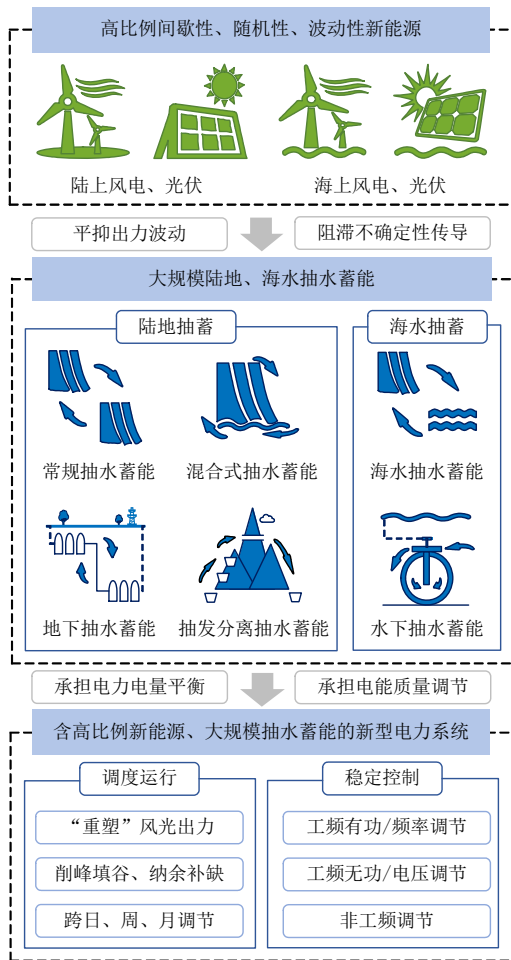 高比例间歇性、随机性、波动性新能源
陆上风电、光伏
海上风电、光伏
平抑出力波动
阻滞不确定性传导
大规模陆地、海水抽水蓄能
陆地抽蓄
海水抽蓄
常规抽水蓄能
混合式抽水蓄能
海水抽水蓄能
地下抽水蓄能
抽发分离抽水蓄能
水下抽水蓄能
承担电力电量平衡
承担电能质量调节
含高比例新能源、大规模抽水蓄能的新型电力系统
调度运行
稳定控制
“重塑”风光出力
工频有功/频率调节
削峰填谷、纳余补缺
工频无功/电压调节
跨日、周、月调节
非工频调节